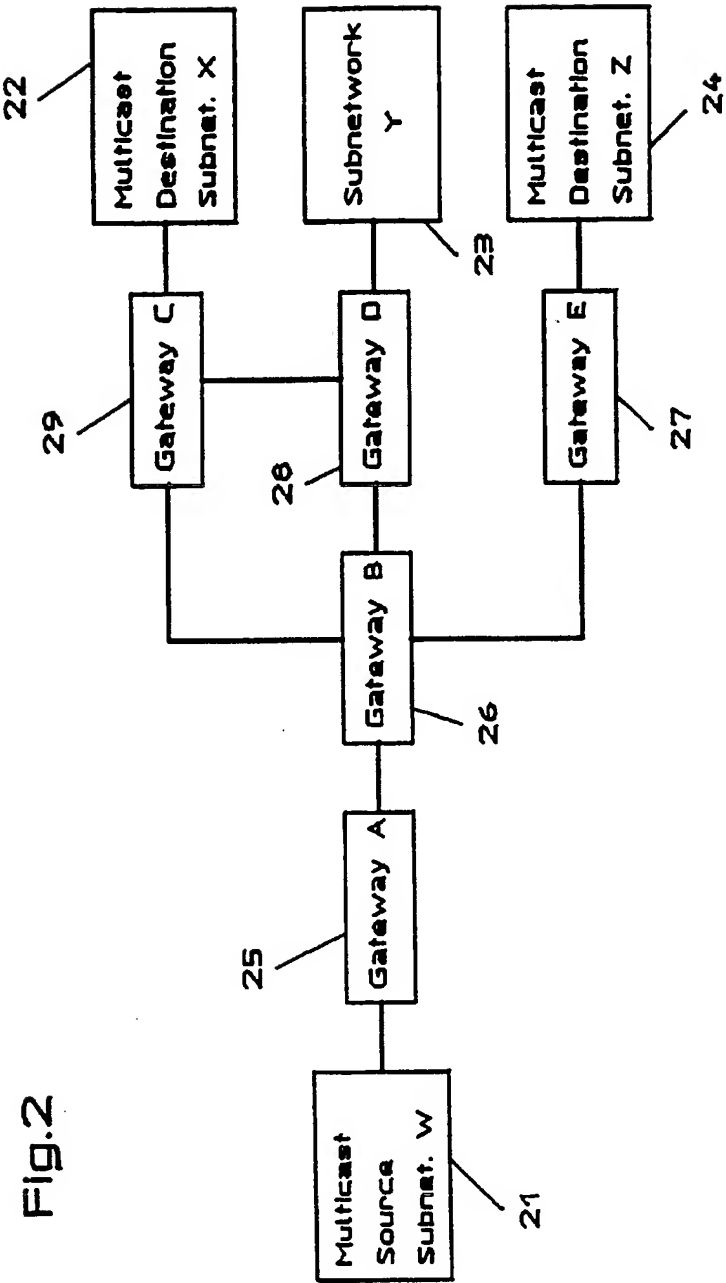 Fig.2
Multicast
Source
Subnet. W
21
Gateway A
25
Gateway B
26
Gateway C
29
Gateway D
28
Gateway E
27
Multicast
Destination
Subnet. X
22
Subnetwork
Y
23
Multicast
Destination
Subnet. Z
24